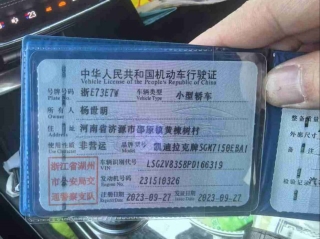 中华人民共和国机动车行驶证
Vehicle License of the People's Republic of China
号牌号码 浙E73E7W 车辆类型 小型轿车
Plate No. Vehicle Type
所有人 杨世明
Owner
住址 河南省济源市邵原镇黄楝树村
Address
使用性质 非营运 品牌型号 凯迪拉克牌SGM7150EBA1
浙江省湖州
市公安局交
通警察支队
车辆识别代号 LSGZV8358PD166319
VIN
发动机号码 231510326
Engine No.
注册日期 2023-09-27 发证日期 2023-09-27